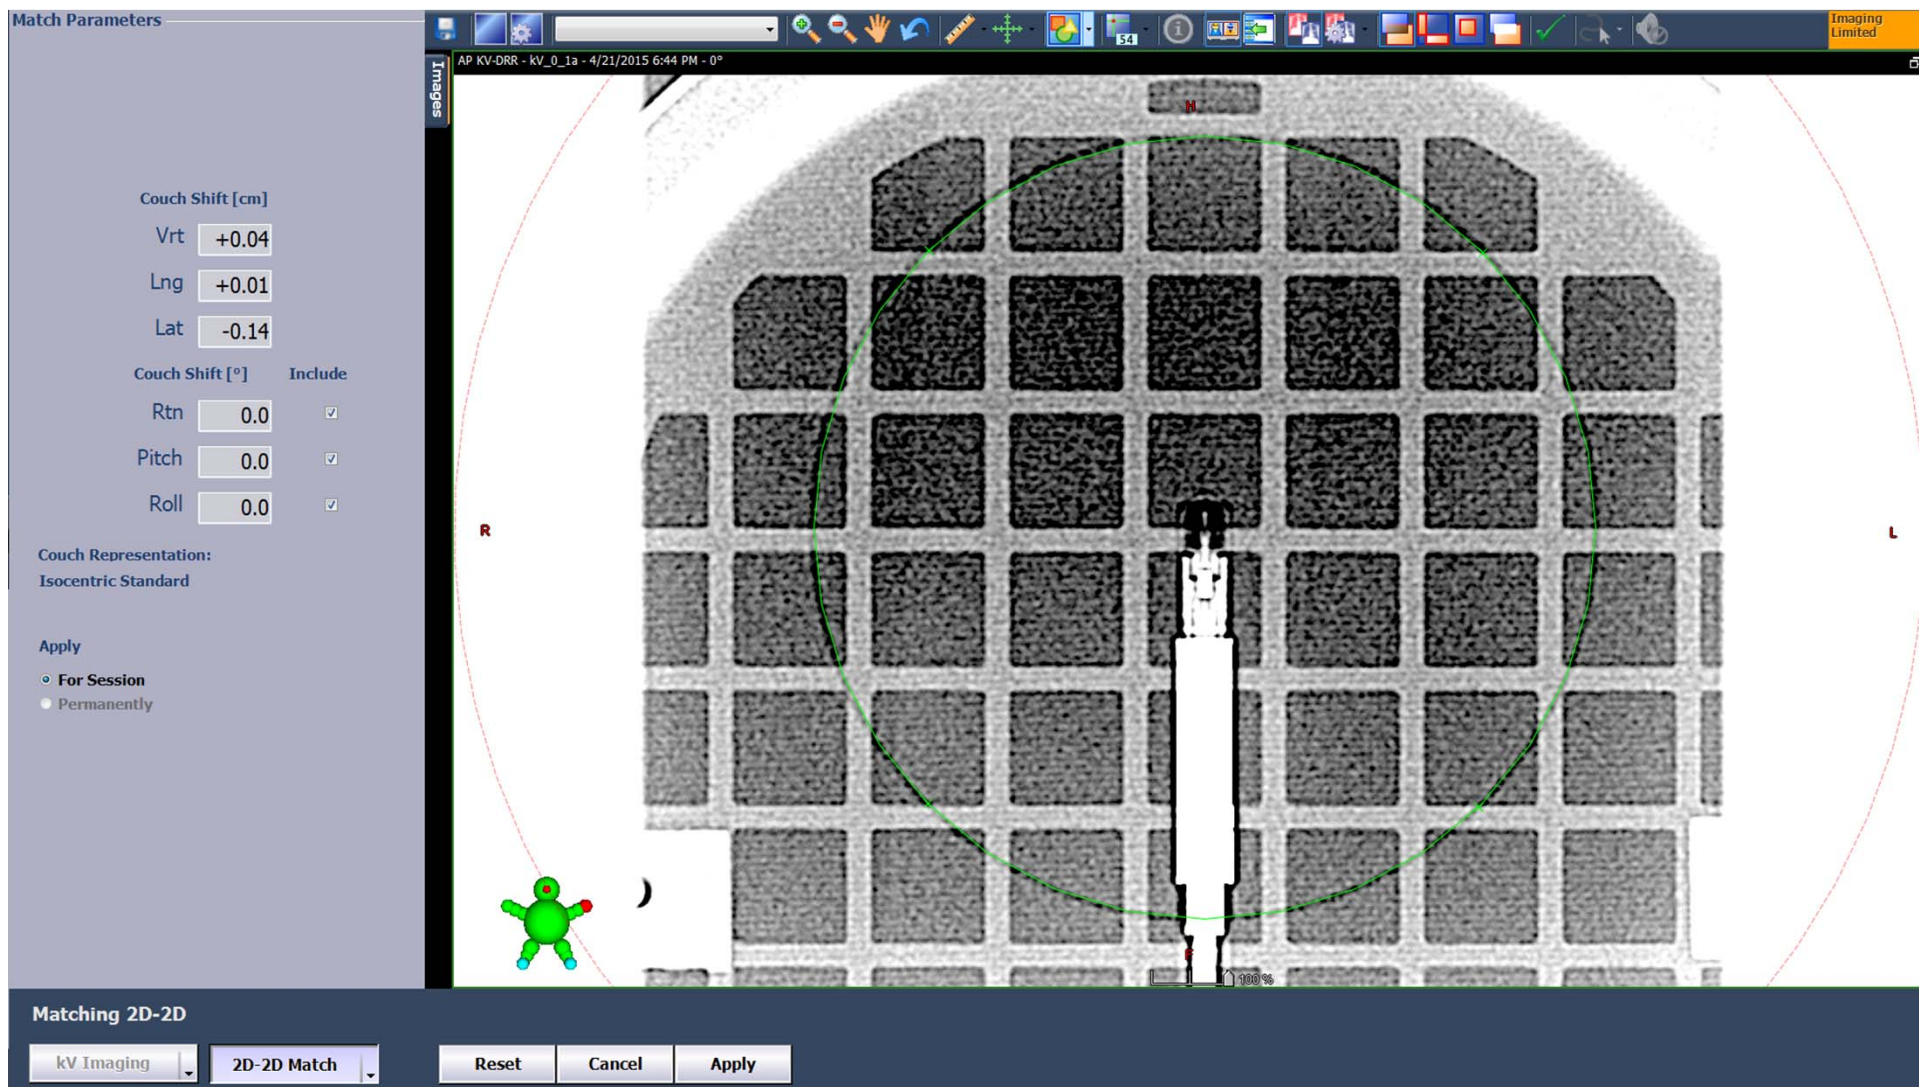 Match Parameters
Imaging
Limited
54
Images
AP KV-DRR - kV_0_1a - 4/21/2015 6:44 PM - 0°
H
Couch Shift [cm]
Vrt +0.04
Lng +0.01
Lat -0.14
Couch Shift [°] Include
Rtn 0.0
Pitch 0.0
Roll 0.0
R
L
Couch Representation:
Isocentric Standard
Apply
For Session
Permanently
F
100 %
Matching 2D-2D
kV Imaging
2D-2D Match
Reset
Cancel
Apply